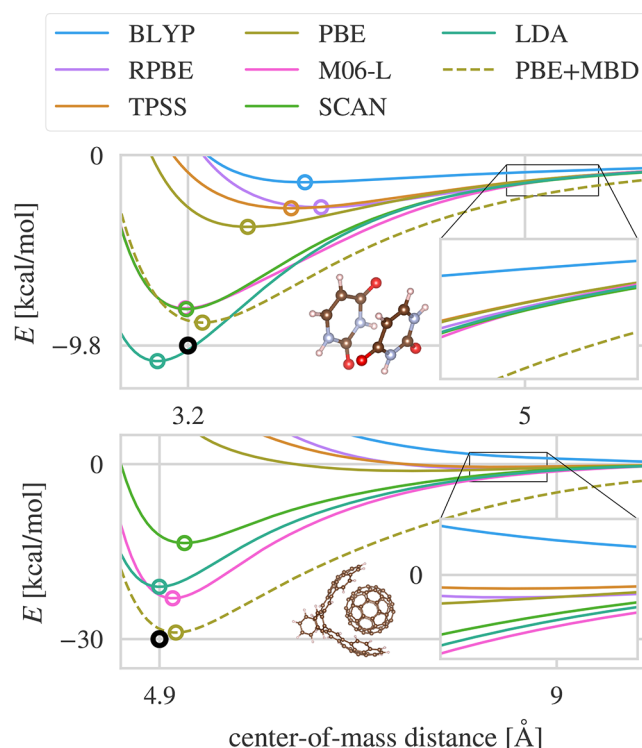 BLYP PBE LDA
RPBE M06-L PBE+MBD
TPSS SCAN
0
E [kcal/mol]
−9.8
3.2 5
0
E [kcal/mol]
0
−30
4.9 9
center-of-mass distance [Å]